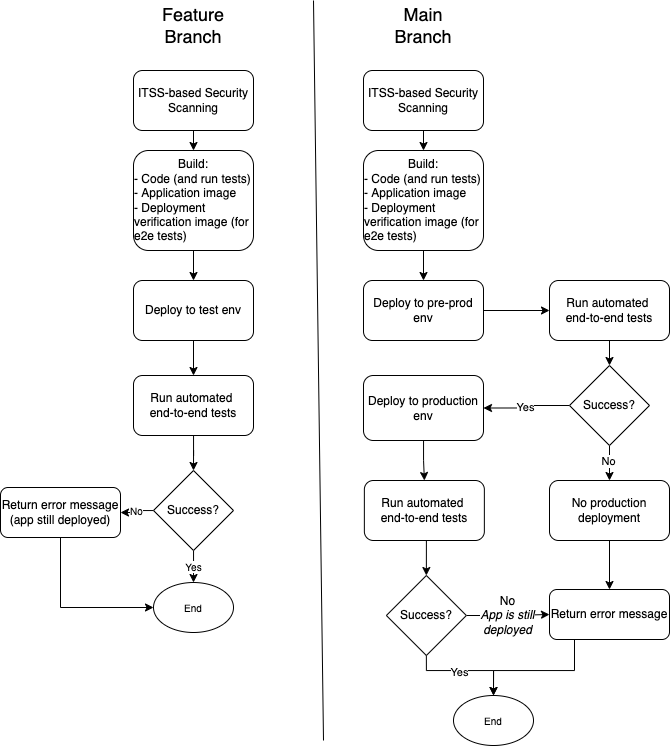 Feature
Branch
ITSS-based Security
Scanning
Build:
- Code (and run tests)
- Application image
- Deployment
verification image (for
e2e tests)
Deploy to test env
Run automated
end-to-end tests
Success?
No
Return error message
(app still deployed)
Yes
End
Main
Branch
ITSS-based Security
Scanning
Build:
- Code (and run tests)
- Application image
- Deployment
verification image (for
e2e tests)
Deploy to pre-prod
env
Run automated
end-to-end tests
Success?
Yes
Deploy to production
env
No
No production
deployment
Run automated
end-to-end tests
Success?
No
App is still
deployed
Return error message
Yes
End